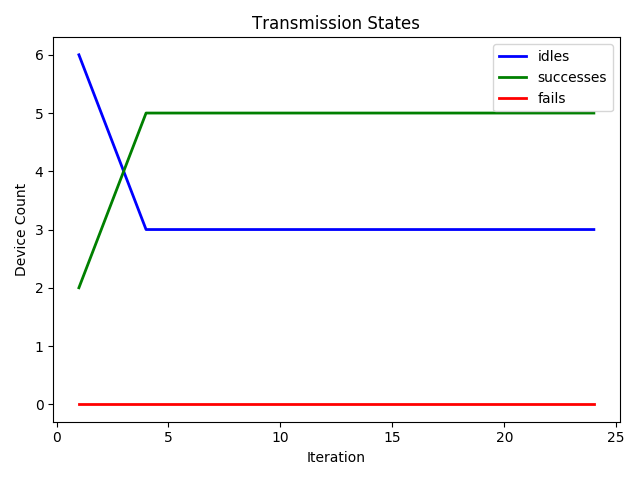 Transmission States
idles
successes
fails
Device Count
6
5
4
3
2
1
0
0 5 10 15 20 25
Iteration